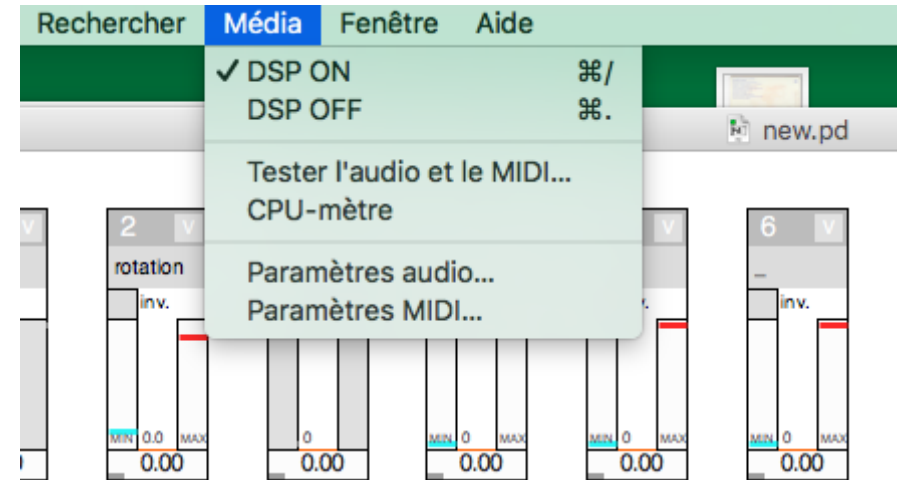 Rechercher Média Fenêtre Aide
✓ DSP ON ⌘/
DSP OFF ⌘.
new.pd
Tester l'audio et le MIDI...
CPU-mètre
V 2 V V 6 V
rotation _
Paramètres audio...
inv. inv.
Paramètres MIDI...
MIN 0.0 MAX 0 MIN 0 MAX MIN 0 MAX MIN 0 MAX
0.00 0.00 0.00 0.00 0.00